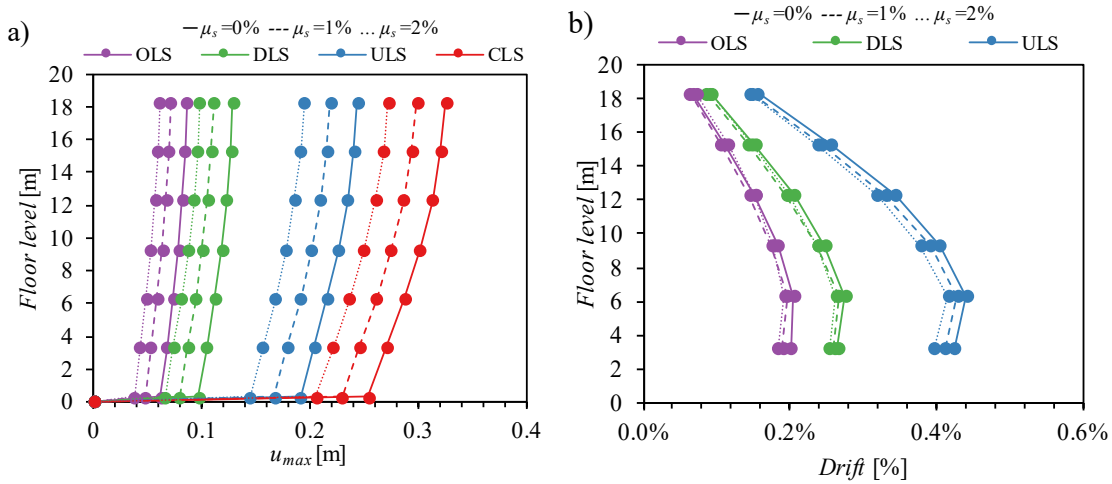 a)
— μs=0% --- μs=1% ... μs=2%
OLS DLS ULS CLS
20
18
16
14
12
10
8
6
4
2
0
Floor level [m]
0 0.1 0.2 0.3 0.4
umax [m]
b)
— μs=0% --- μs=1% ... μs=2%
OLS DLS ULS
20
18
16
14
12
10
8
6
4
2
0
Floor level [m]
0.0% 0.2% 0.4% 0.6%
Drift [%]